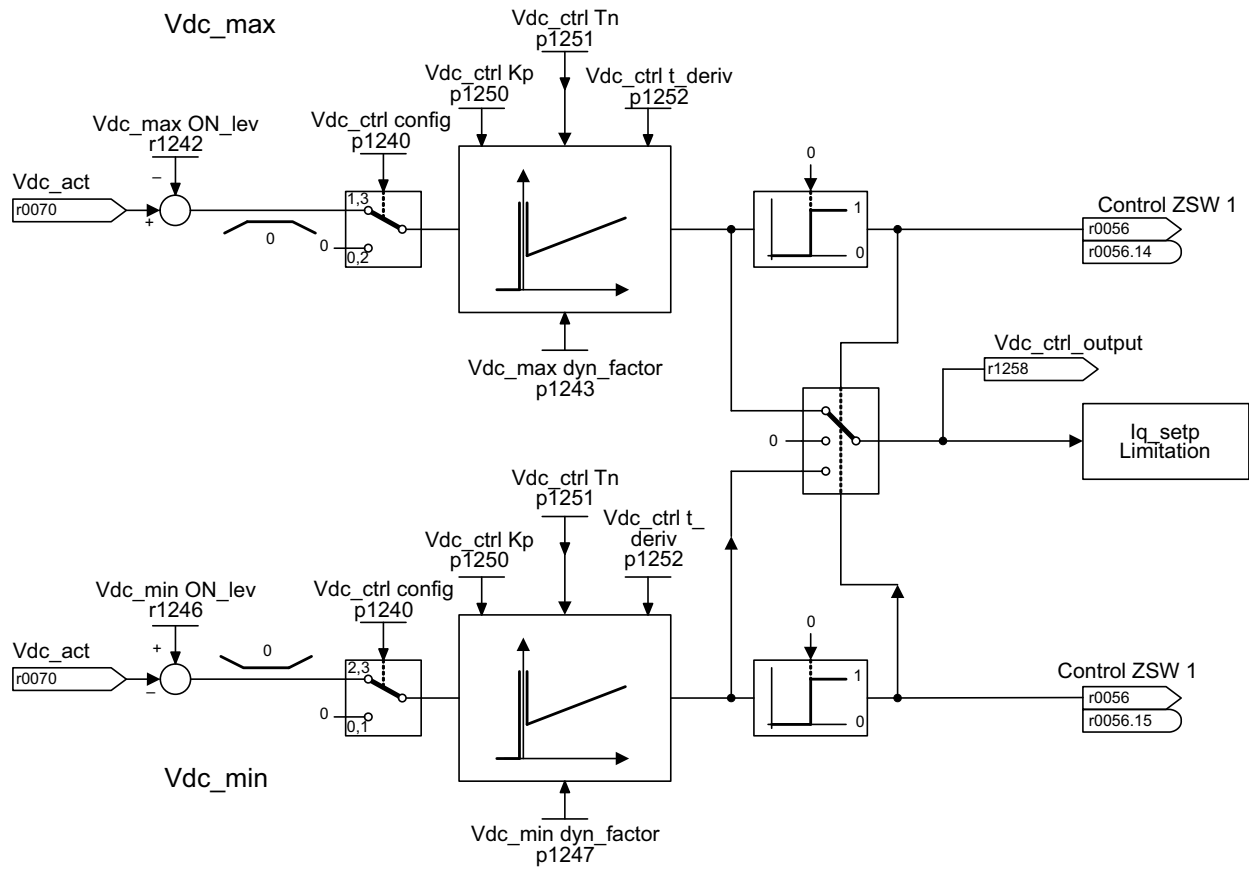 Vdc_max
Vdc_ctrl Tn
p1251
Vdc_ctrl Kp
p1250
Vdc_ctrl t_deriv
p1252
Vdc_max ON_lev
r1242
Vdc_ctrl config
p1240
Vdc_act
r0070
–
+
0
1,3
0
0,2
Vdc_max dyn_factor
p1243
0
1
0
Control ZSW 1
r0056
r0056.14
Vdc_ctrl_output
r1258
0
Iq_setp
Limitation
Vdc_ctrl Tn
p1251
Vdc_ctrl Kp
p1250
Vdc_ctrl t_
deriv
p1252
Vdc_min ON_lev
r1246
Vdc_ctrl config
p1240
Vdc_act
r0070
+
–
0
2,3
0
0,1
0
1
0
Control ZSW 1
r0056
r0056.15
Vdc_min
Vdc_min dyn_factor
p1247